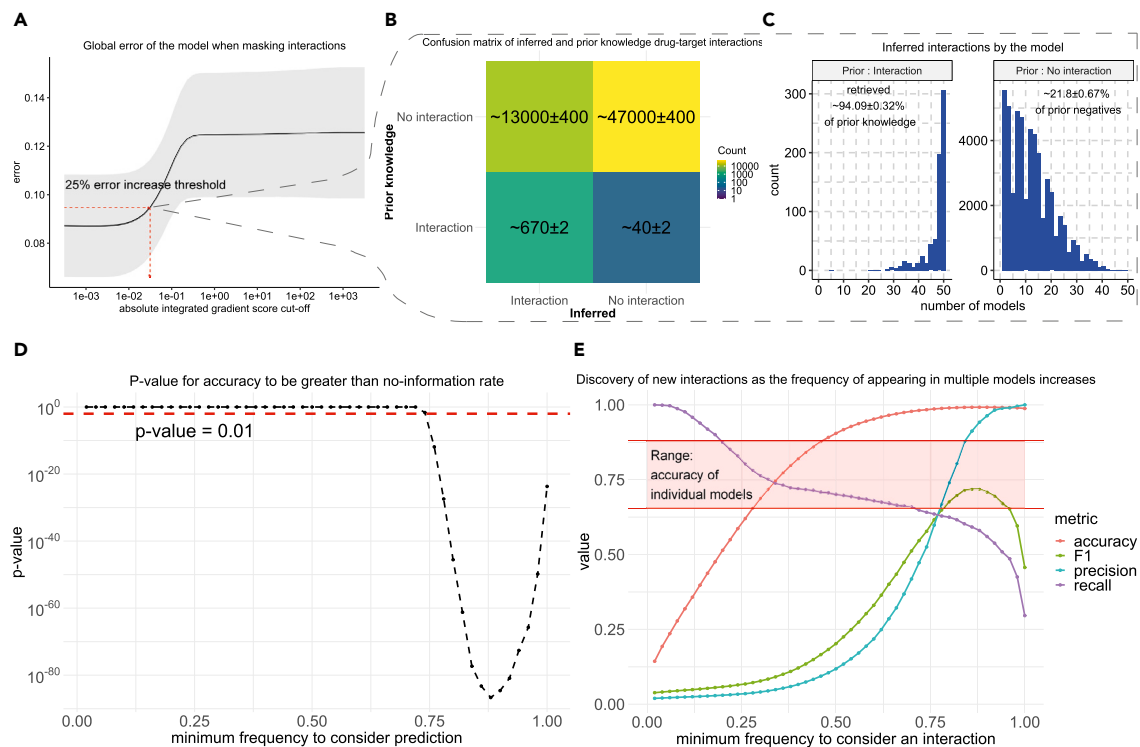 A
Global error of the model when masking interactions
error
0.14
0.12
0.10
0.08
25% error increase threshold
1e-03 1e-02 1e-01 1e+00 1e+01 1e+02 1e+03
absolute integrated gradient score cut-off
B
Confusion matrix of inferred and prior knowledge drug-target interactions
Prior knowledge
No interaction
Interaction
~13000±400 ~47000±400
~670±2 ~40±2
Interaction No interaction
Inferred
Count
10000
1000
100
10
1
C
Inferred interactions by the model
Prior : Interaction
retrieved
~94.09±0.32%
of prior knowledge
Prior : No interaction
~21.8±0.67%
of prior negatives
count
300
200
100
0
4000
2000
0
0 10 20 30 40 50
0 10 20 30 40 50
number of models
D
P-value for accuracy to be greater than no-information rate
p-value
10^0
10^-20
10^-40
10^-60
10^-80
p-value = 0.01
0.00 0.25 0.50 0.75 1.00
minimum frequency to consider prediction
E
Discovery of new interactions as the frequency of appearing in multiple models increases
value
1.00
0.75
0.50
0.25
0.00
Range:
accuracy of
individual models
0.00 0.25 0.50 0.75 1.00
minimum frequency to consider an interaction
metric
accuracy
F1
precision
recall